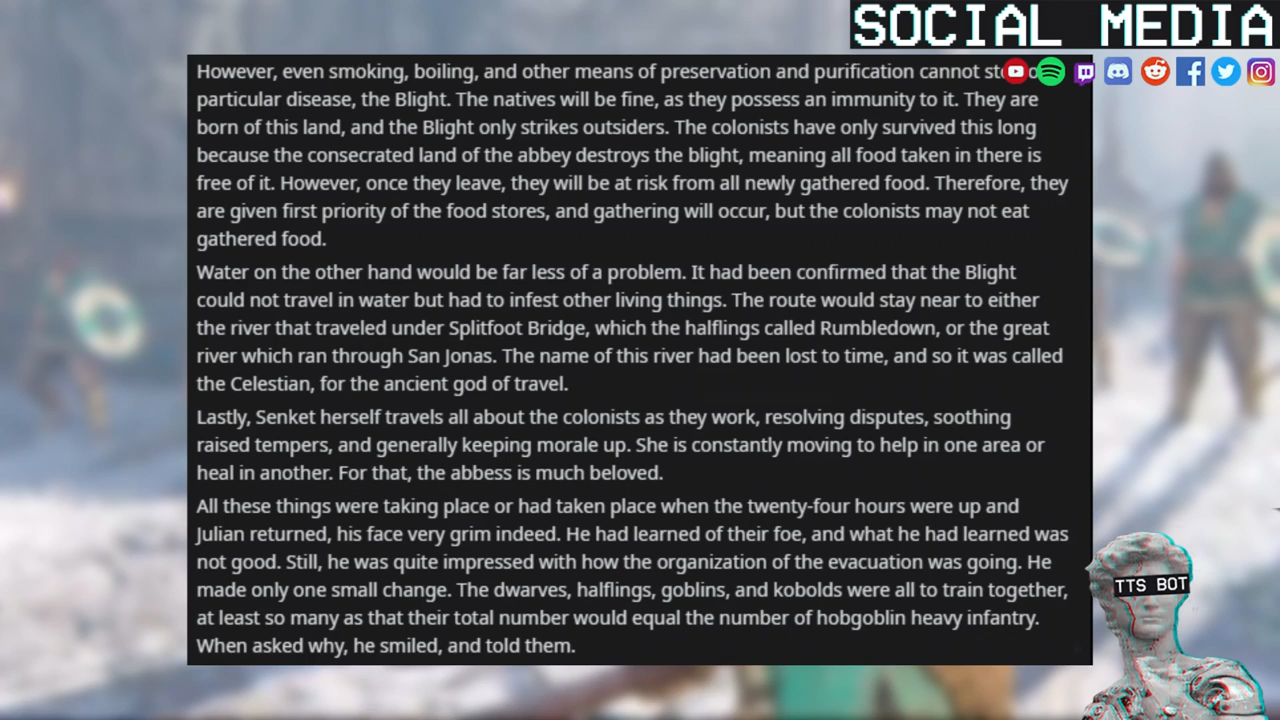 SOCIAL MEDIA
However, even smoking, boiling, and other means of preservation and purification cannot
particular disease, the Blight. The natives will be fine, as they possess an immunity to it. They are
born of this land, and the Blight only strikes outsiders. The colonists have only survived this long
because the consecrated land of the abbey destroys the blight, meaning all food taken in there is
free of it. However, once they leave, they will be at risk from all newly gathered food. Therefore, they
are given first priority of the food stores, and gathering will occur, but the colonists may not eat
gathered food.
Water on the other hand would be far less of a problem. It had been confirmed that the Blight
could not travel in water but had to infest other living things. The route would stay near to either
the river that traveled under Splitfoot Bridge, which the halflings called Rumbledown, or the great
river which ran through San Jonas. The name of this river had been lost to time, and so it was called
the Celestian, for the ancient god of travel.
Lastly, Senket herself travels all about the colonists as they work, resolving disputes, soothing
raised tempers, and generally keeping morale up. She is constantly moving to help in one area or
heal in another. For that, the abbess is much beloved.
All these things were taking place or had taken place when the twenty-four hours were up and
Julian returned, his face very grim indeed. He had learned of their foe, and what he had learned was
not good. Still, he was quite impressed with how the organization of the evacuation was going. He
made only one small change. The dwarves, halflings, goblins, and kobolds were all to train together,
at least so many as that their total number would equal the number of hobgoblin heavy infantry.
When asked why, he smiled, and told them.
TTS BOT